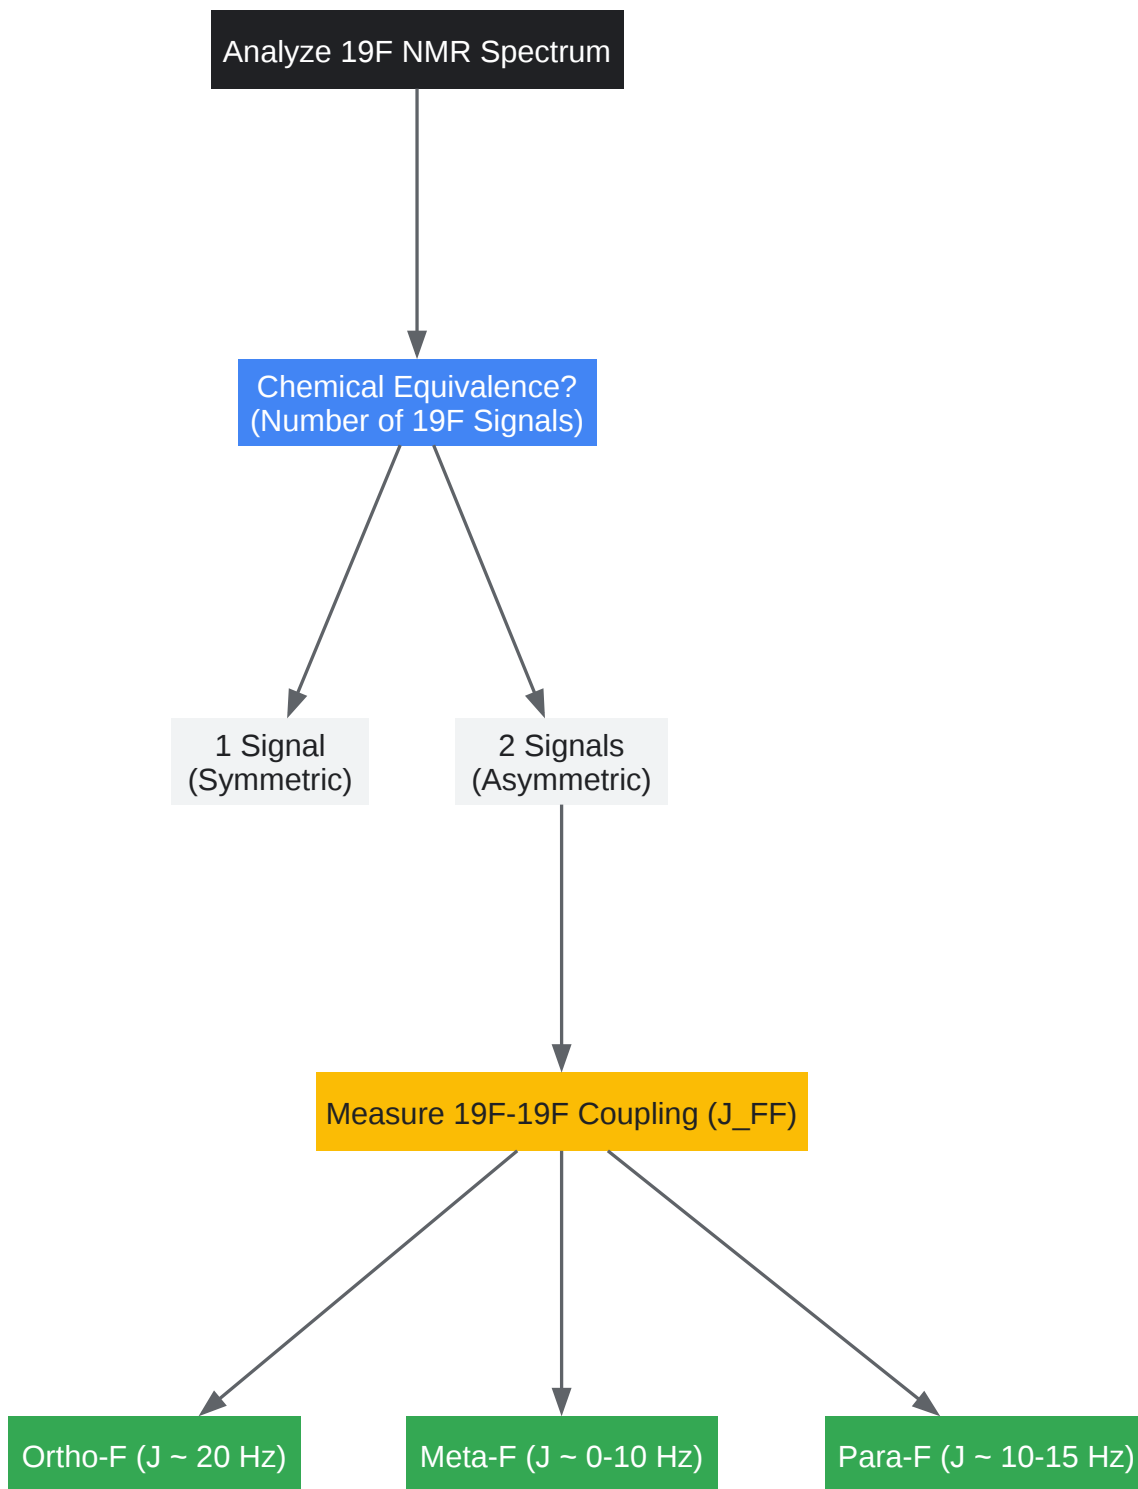 Analyze 19F NMR Spectrum
Chemical Equivalence?
(Number of 19F Signals)
1 Signal
(Symmetric)
2 Signals
(Asymmetric)
Measure 19F-19F Coupling (J_FF)
Ortho-F (J ~ 20 Hz)
Meta-F (J ~ 0-10 Hz)
Para-F (J ~ 10-15 Hz)